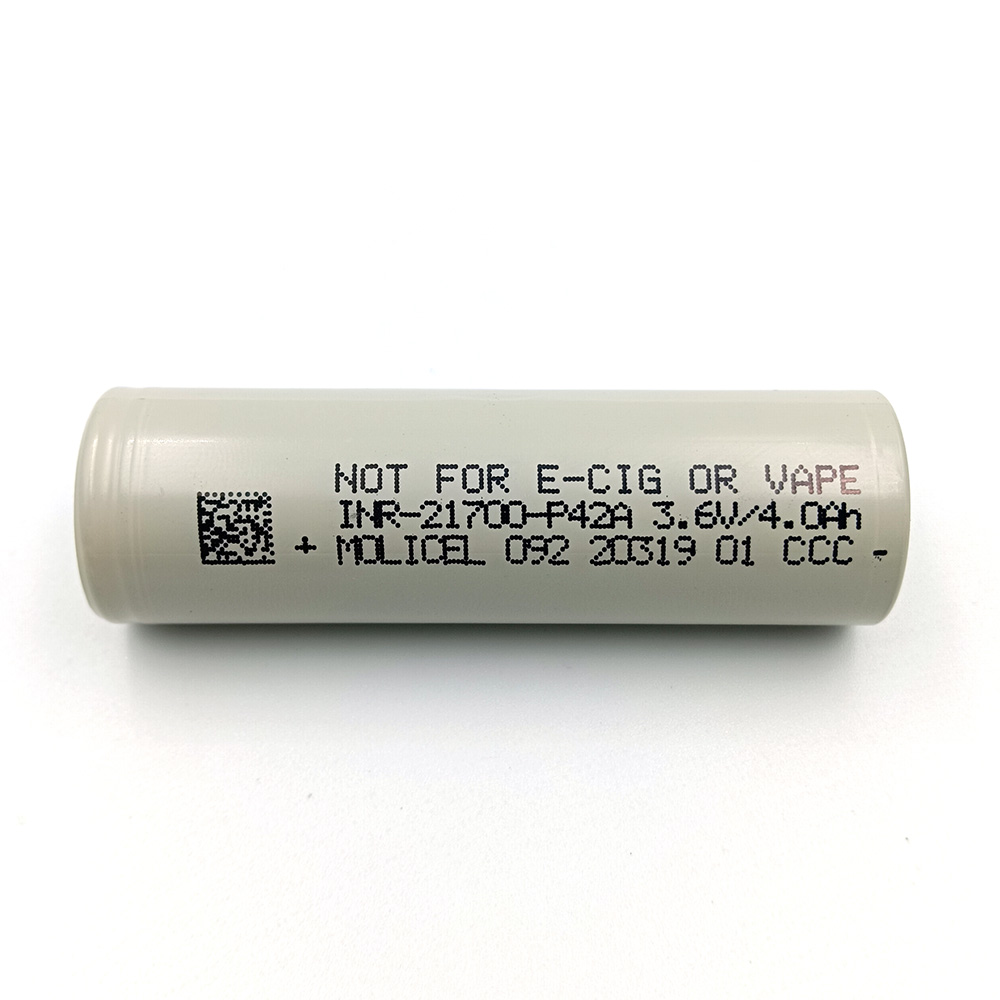 NOT FOR E-CIG OR VAPE
INR-21700-P42A 3.6V/4.0Ah
+ MOLICEL 092 20319 01 CCC -